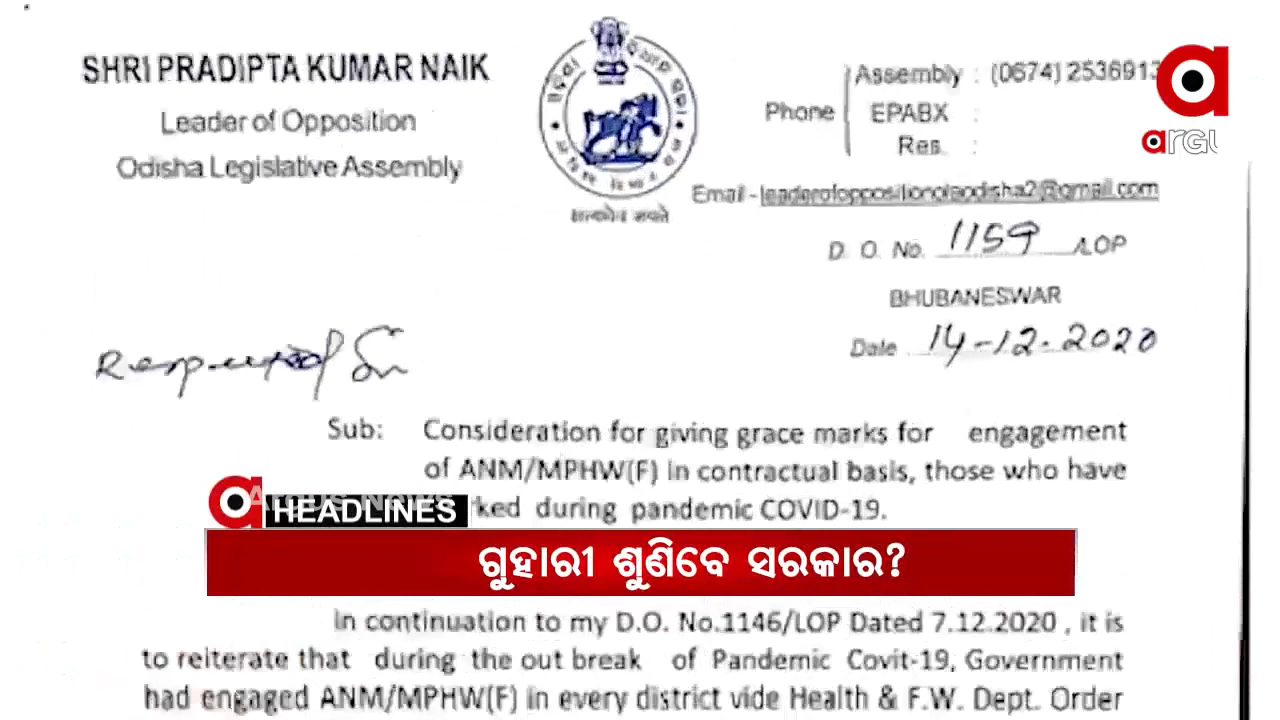 SHRI PRADIPTA KUMAR NAIK
Leader of Opposition
Odisha Legislative Assembly
Phone
Assembly : (0674) 2536913
EPABX :
Res. :
Email - leaderofoppositionolaodisha2@gmail.com
D. O. No. 1159 /LOP
BHUBANESWAR
Date 14-12-2020
Respected Sir
Sub: Consideration for giving grace marks for engagement
of ANM/MPHW(F) in contractual basis, those who have
rked during pandemic COVID-19.
ARGUS NEWS
HEADLINES
ଗୁହାରୀ ଶୁଣିବେ ସରକାର?
In continuation to my D.O. No.1146/LOP Dated 7.12.2020 , it is
to reiterate that during the out break of Pandemic Covit-19, Government
had engaged ANM/MPHW(F) in every district vide Health & F.W. Dept. Order
argu